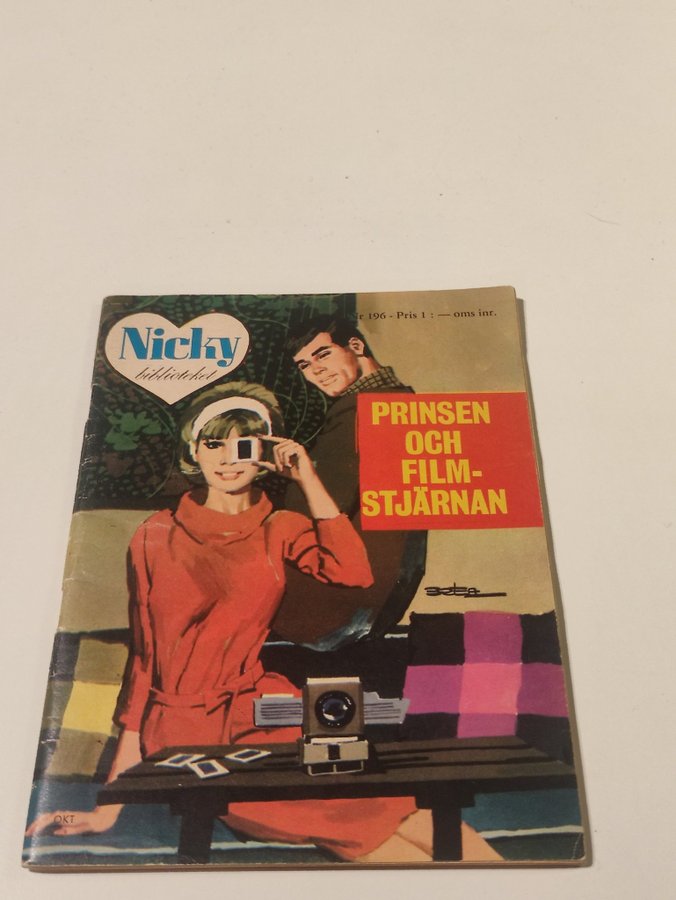 Nicky
biblioteket
Nr 196 - Pris 1 : — oms inr.
PRINSEN
OCH
FILM-
STJÄRNAN
OKT